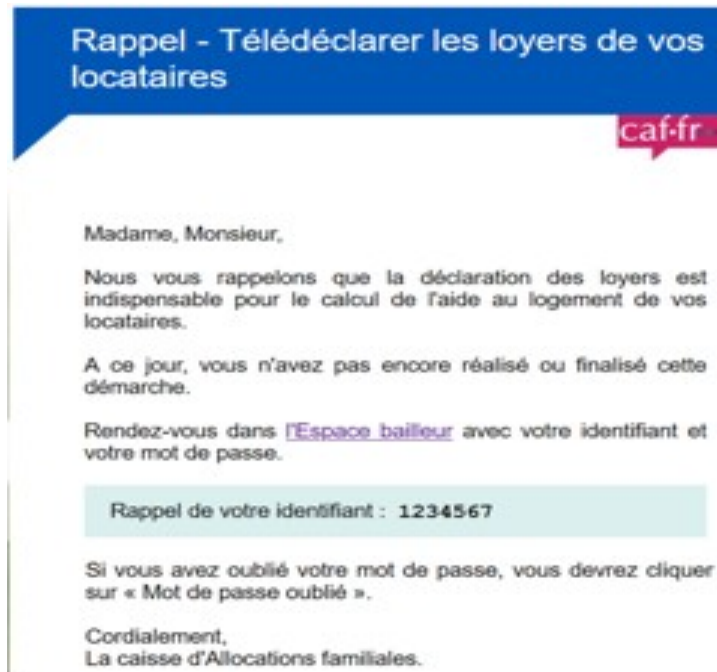 Rappel - Télédéclarer les loyers de vos
locataires
caf·fr
Madame, Monsieur,
Nous vous rappelons que la déclaration des loyers est
indispensable pour le calcul de l'aide au logement de vos
locataires.
A ce jour, vous n'avez pas encore réalisé ou finalisé cette
démarche.
Rendez-vous dans l'Espace bailleur avec votre identifiant et
votre mot de passe.
Rappel de votre identifiant : 1234567
Si vous avez oublié votre mot de passe, vous devrez cliquer
sur « Mot de passe oublié ».
Cordialement,
La caisse d'Allocations familiales.